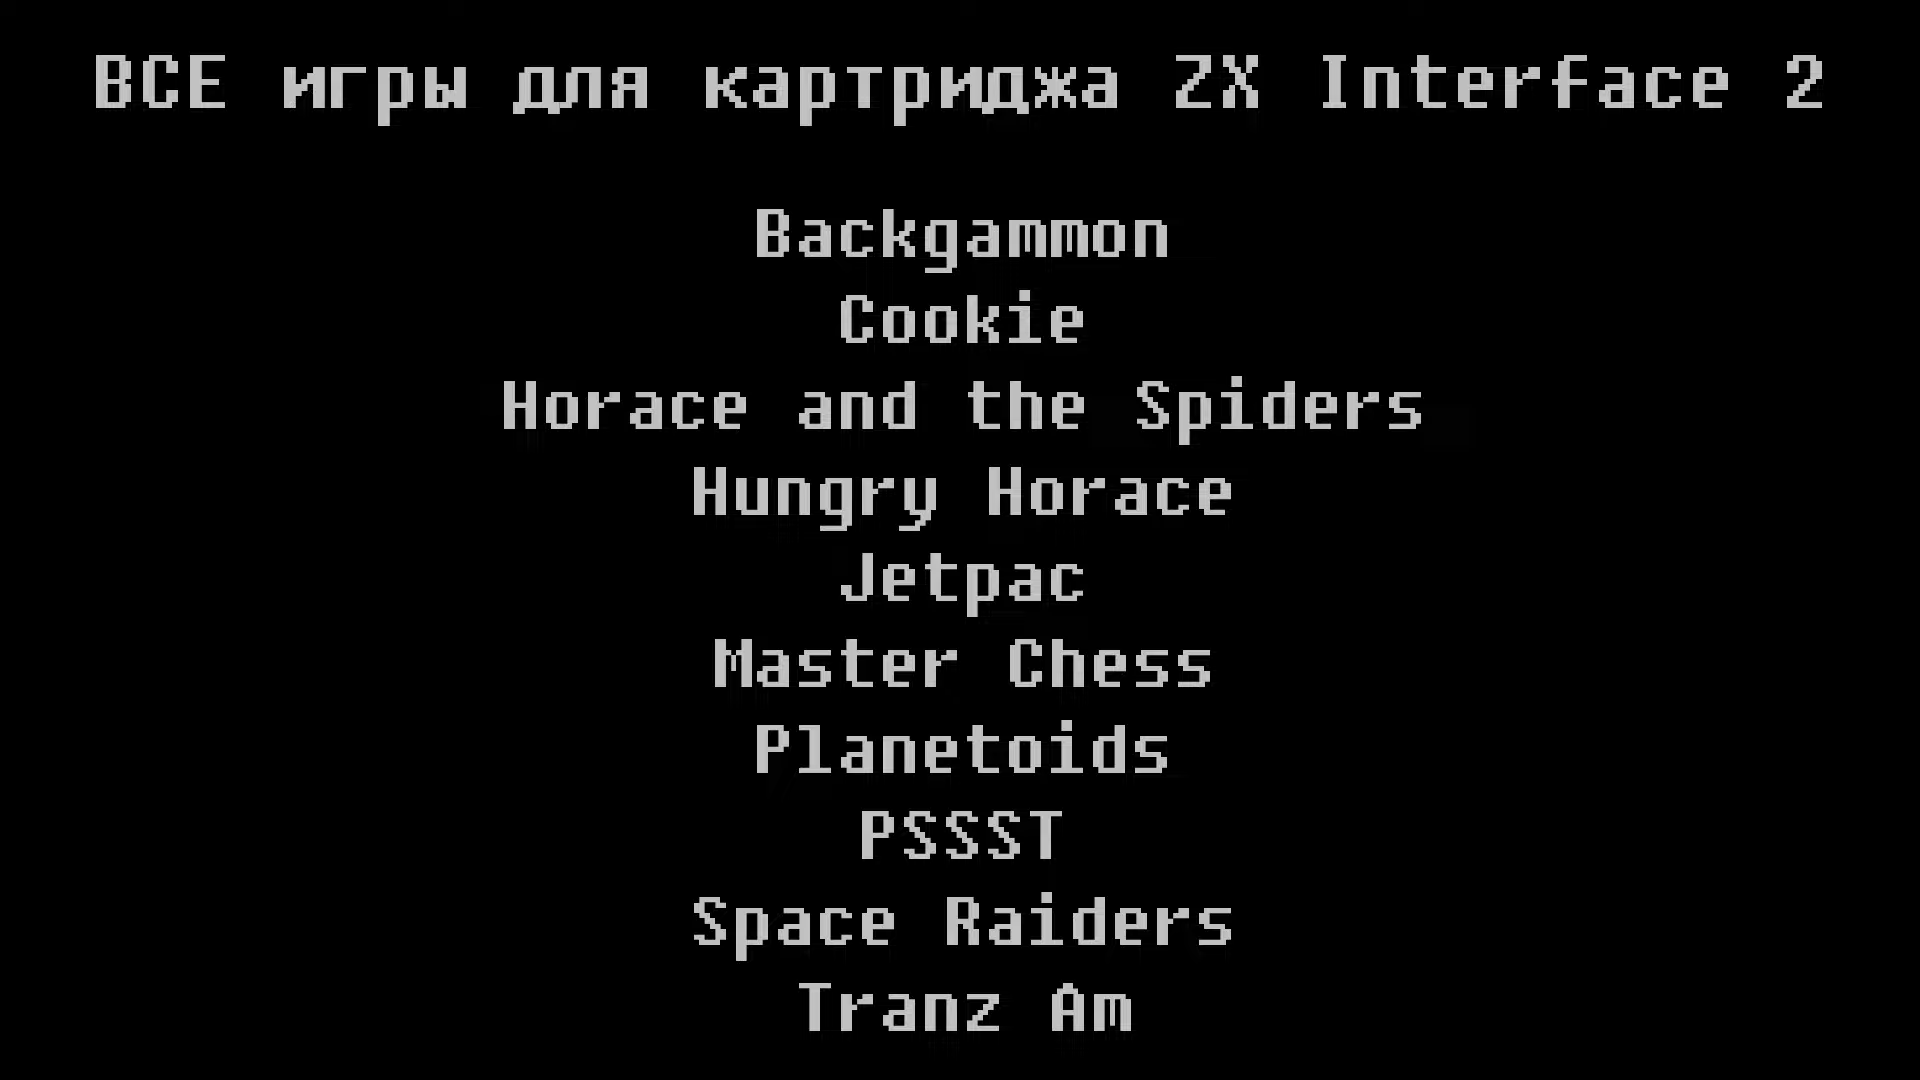 ВСЕ игры для картриджа ZX Interface 2
Backgammon
Cookie
Horace and the Spiders
Hungry Horace
Jetpac
Master Chess
Planetoids
PSSST
Space Raiders
Tranz Am